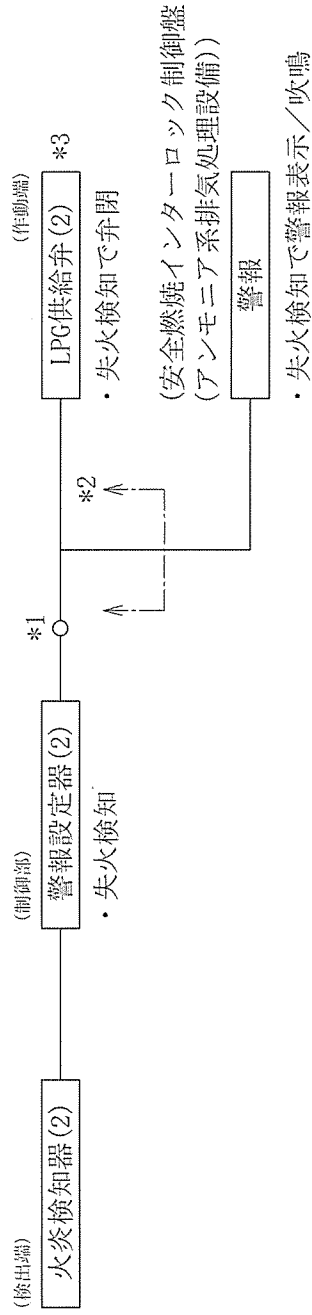 (検出端)
火炎検知器(2)
(制御部)
警報設定器(2)
・失火検知
*1
*2
(作動端)
LPG供給弁(2)
*3
・失火検知で弁閉
(安全燃焼インターロック制御盤
(アンモニア系排気処理設備))
警報
・失火検知で警報表示/吹鳴